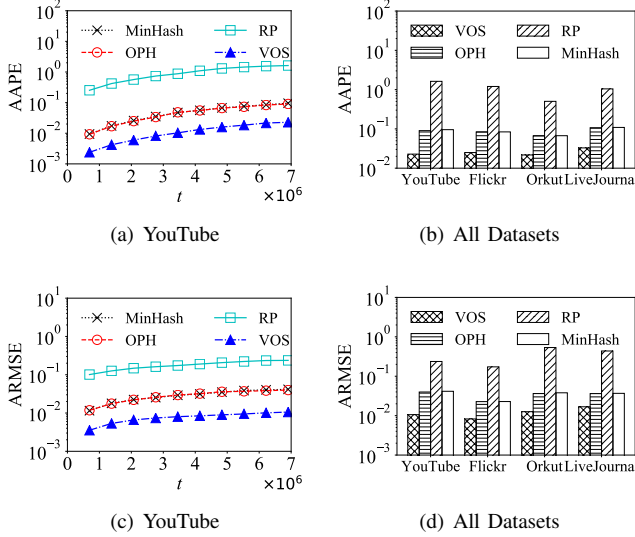 AAPE
10^2
10^1
10^0
10^-1
10^-2
10^-3
MinHash
RP
OPH
VOS
0 1 2 3 4 5 6 7
t
×10^6
(a) YouTube
AAPE
10^2
10^1
10^0
10^-1
10^-2
VOS
RP
OPH
MinHash
YouTube Flickr Orkut LiveJourna
(b) All Datasets
ARMSE
10^1
10^0
10^-1
10^-2
10^-3
MinHash
RP
OPH
VOS
0 1 2 3 4 5 6 7
t
×10^6
(c) YouTube
ARMSE
10^1
10^0
10^-1
10^-2
10^-3
VOS
RP
OPH
MinHash
YouTube Flickr Orkut LiveJourna
(d) All Datasets